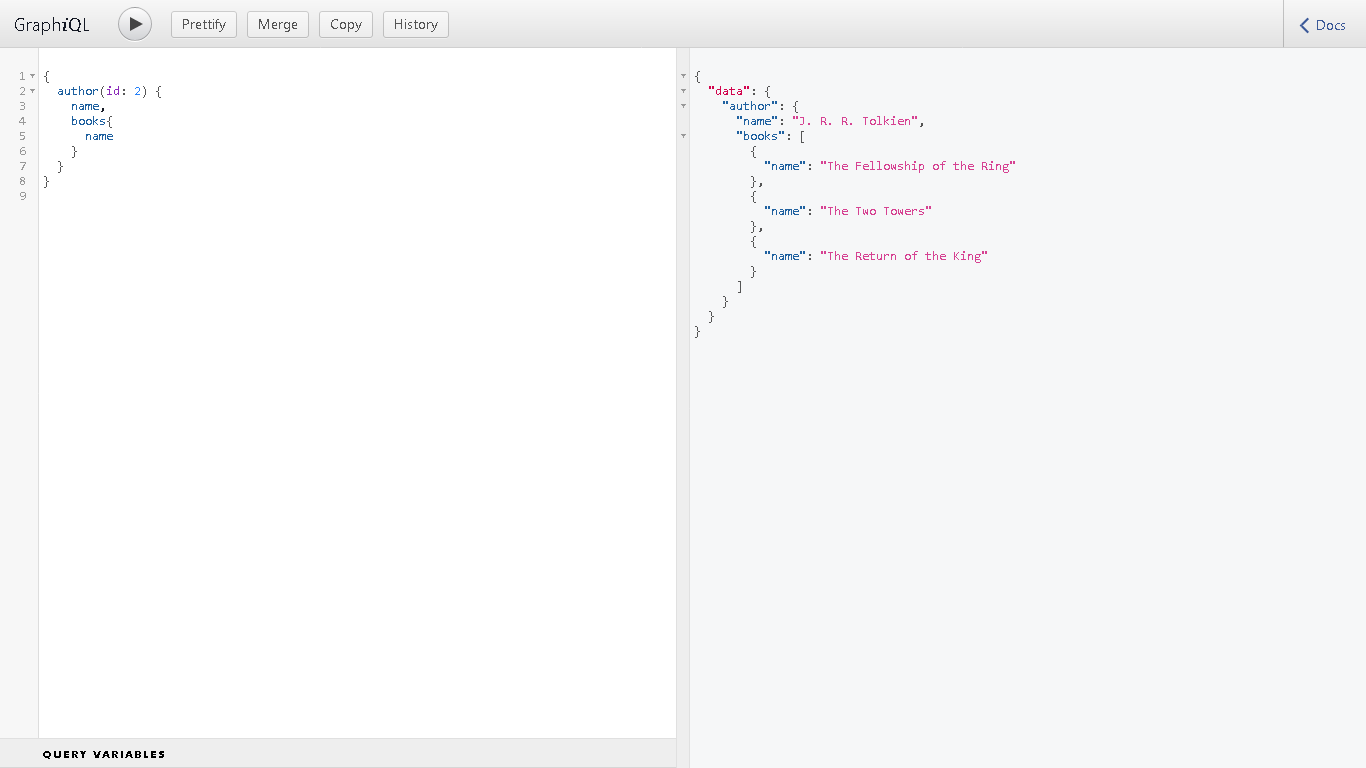 GraphiQL Prettify Merge Copy History Docs
1 {
2   author(id: 2) {
3     name,
4     books{
5       name
6     }
7   }
8 }
9
{
  "data": {
    "author": {
      "name": "J. R. R. Tolkien",
      "books": [
        {
          "name": "The Fellowship of the Ring"
        },
        {
          "name": "The Two Towers"
        },
        {
          "name": "The Return of the King"
        }
      ]
    }
  }
}
QUERY VARIABLES